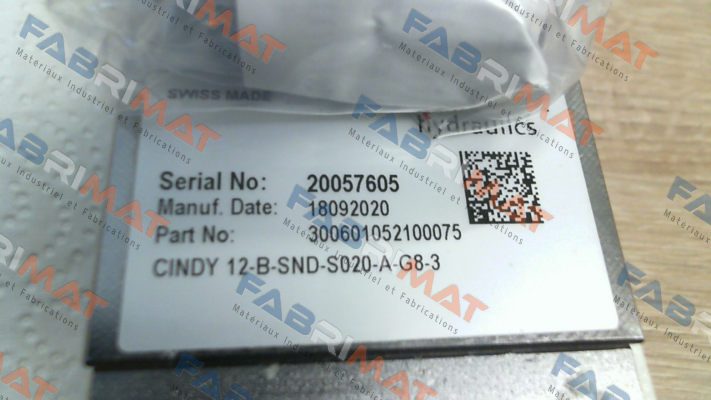 SWISS MADE
hydraulics
Serial No: 20057605
Manuf. Date: 18092020
Part No: 300601052100075
CINDY 12-B-SND-S020-A-G8-3
FABRIMAT
Matériaux Industriel et Fabrications